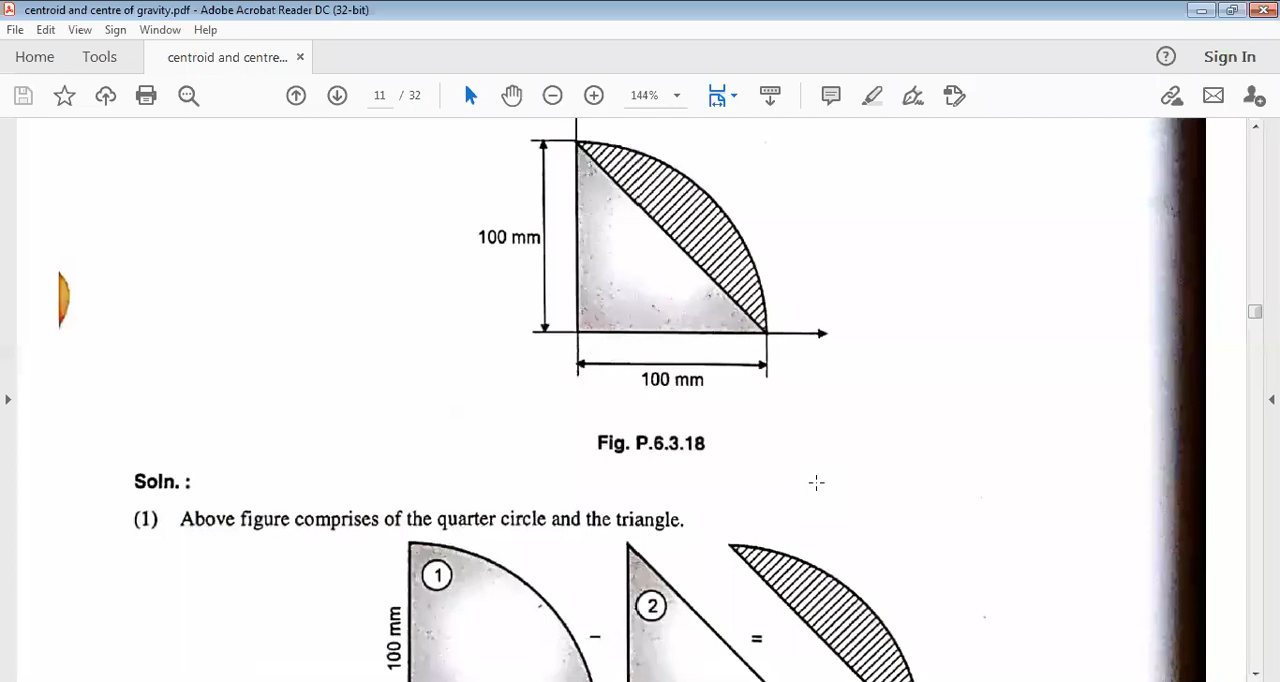 centroid and centre of gravity.pdf - Adobe Acrobat Reader DC (32-bit)
File Edit View Sign Window Help
Home Tools centroid and centre... × ? Sign In
11 / 32 144%
100 mm
100 mm
Fig. P.6.3.18
Soln. :
(1) Above figure comprises of the quarter circle and the triangle.
1
2
100 mm
– =